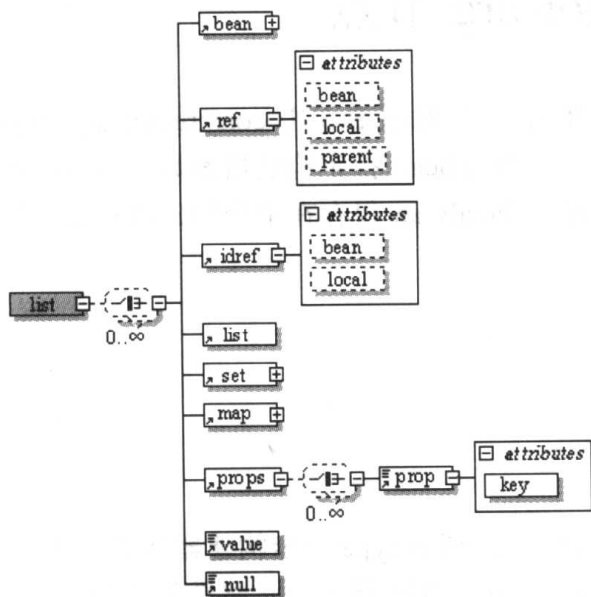 bean
attributes
bean
ref
local
parent
attributes
bean
idref
local
list
0..∞
list
set
map
attributes
props
prop
key
0..∞
value
null